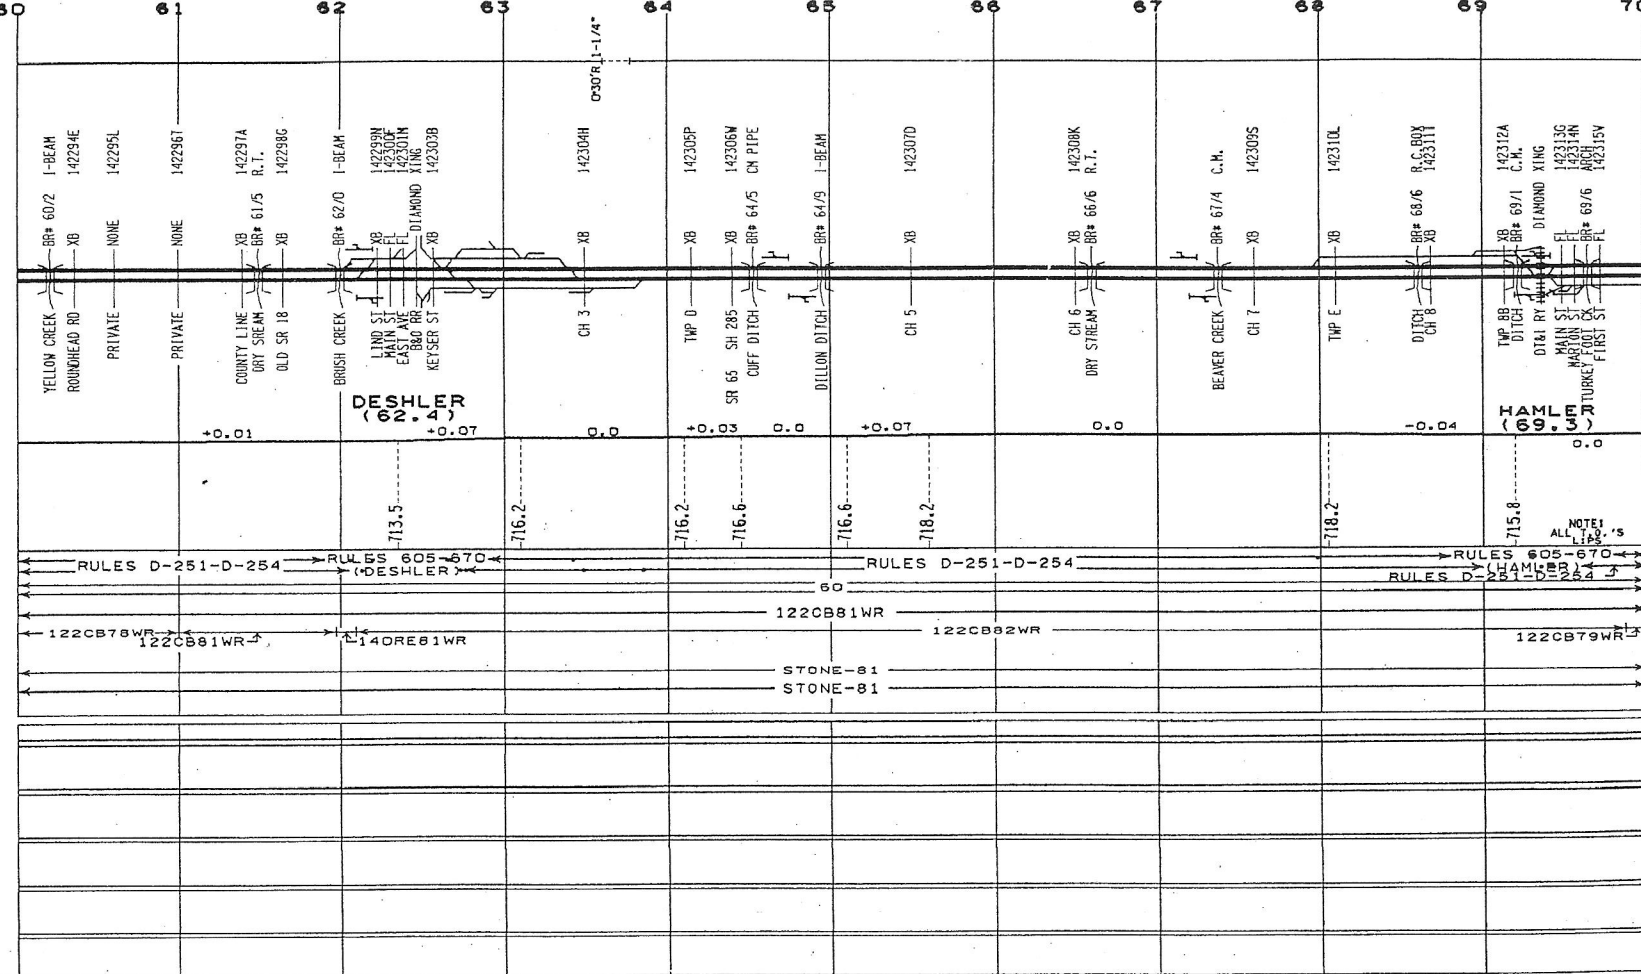 60 61 62 63 64 65 66 67 68 69 70
0°30'R 1-1/4"
YELLOW CREEK BR# 60/2 I-BEAM
ROUNDHEAD RD XB 142294E
PRIVATE NONE 142295L
PRIVATE NONE 142296T
COUNTY LINE XB 142297A
DRY SREAM BR# 61/5 R.T.
OLD SR 18 XB 142298G
BRUSH CREEK BR# 62/0 I-BEAM
LIND ST XB 142299N
MAIN ST FL 142300F
EAST AVE FL 142301M
B&O RR DIAMOND XING
KEYSER ST XB 142303B
CH 3 XB 142304H
TWP D XB 142305P
SR 65 SH 285 XB 142306W
CUFF DITCH BR# 64/5 CM PIPE
DILLON DITCH BR# 64/9 I-BEAM
CH 5 XB 142307D
CH 6 XB 142308K
DRY STREAM BR# 66/6 R.T.
BEAVER CREEK BR# 67/4 C.M.
CH 7 XB 142309S
TWP E XB 142310L
DITCH BR# 68/6 R.C.BOX
CH 8 XB 142311T
TWP BB XB 142312A
DITCH BR# 69/1 C.M.
DT&I RY DIAMOND XING
MAIN ST FL 142313G
MARION ST FL 142314N
TURKEY FOOT CK BR# 69/6 ARCH
FIRST ST FL 142315V
DESHLER
(62.4)
HAMLER
(69.3)
+0.01 +0.07 0.0 +0.03 0.0 +0.07 0.0 -0.04 0.0
713.5 716.2 716.2 716.6 716.6 718.2 718.2 715.8
NOTE:
ALL T.O.'S
LIPS
RULES D-251-D-254 RULES 605-670 RULES D-251-D-254 RULES 605-670
(DESHLER) (HAMLER)
RULES D-251-D-254
60
122CB81WR
122CB78WR 122CB82WR
122CB81WR 140RE81WR 122CB79WR
STONE-81
STONE-81